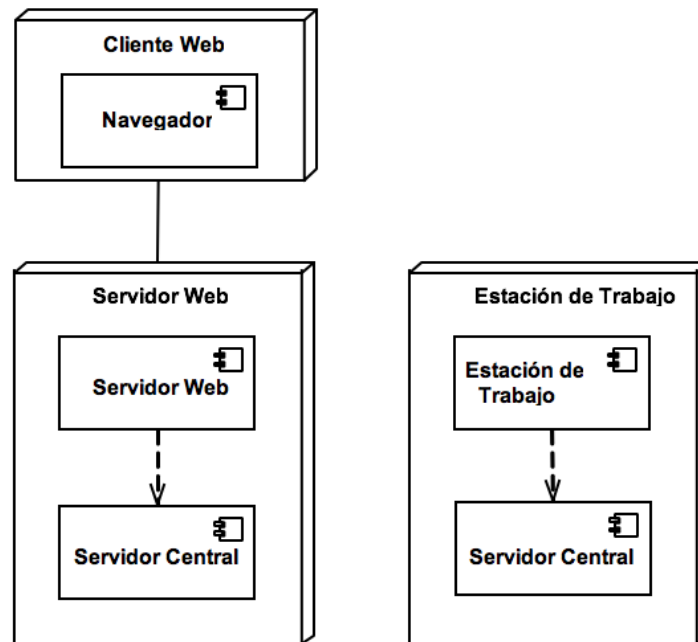 Cliente Web
Navegador
Servidor Web
Servidor Web
Servidor Central
Estación de Trabajo
Estación de
Trabajo
Servidor Central